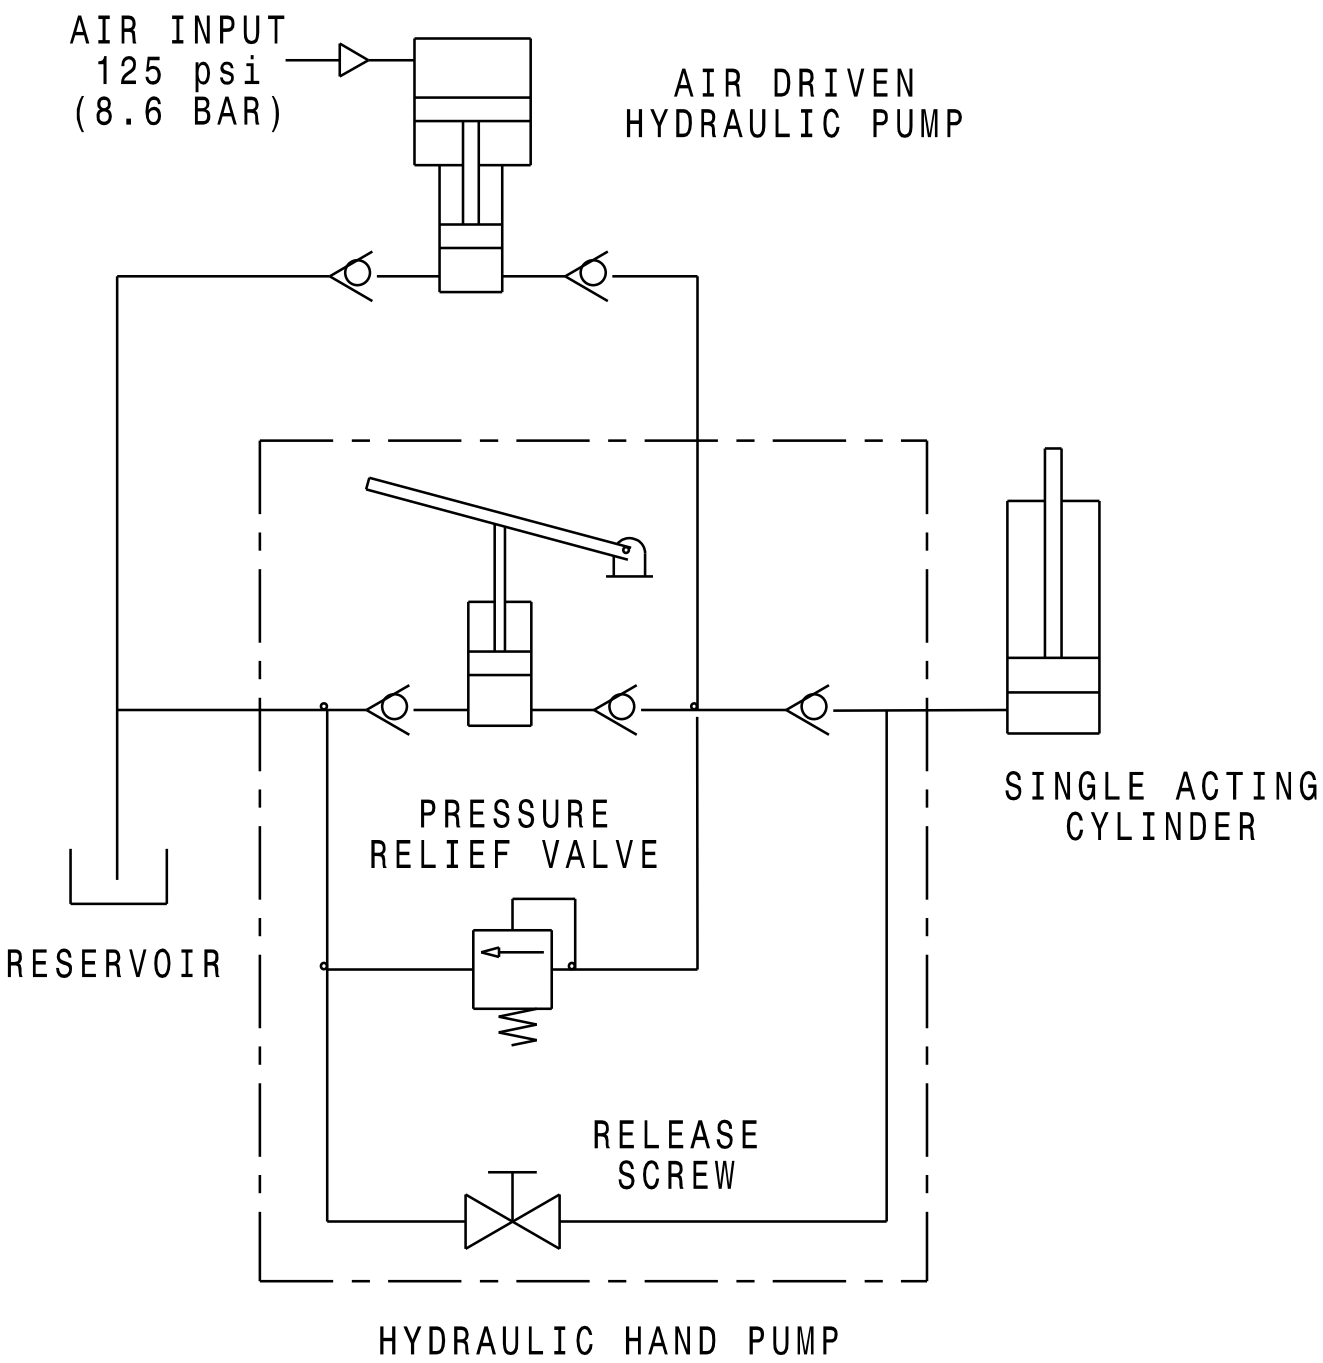 AIR INPUT
125 psi
(8.6 BAR)
AIR DRIVEN
HYDRAULIC PUMP
SINGLE ACTING
CYLINDER
PRESSURE
RELIEF VALVE
RESERVOIR
RELEASE
SCREW
HYDRAULIC HAND PUMP